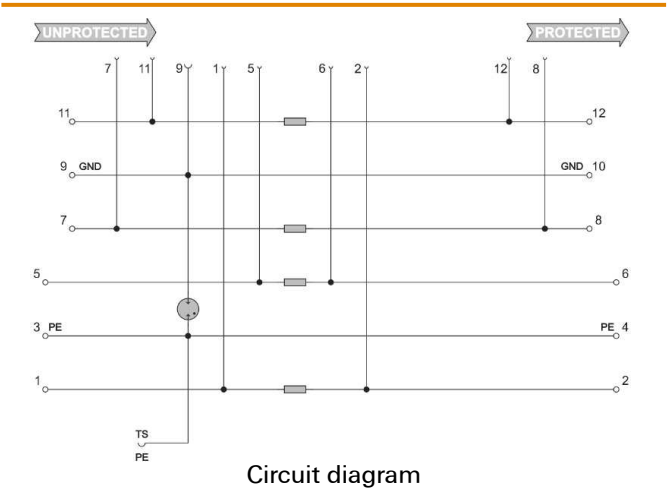 UNPROTECTED PROTECTED
7 11 9 1 5 6 2 12 8
11 12
9 GND GND 10
7 8
5 6
3 PE PE 4
1 2
TS
PE
Circuit diagram